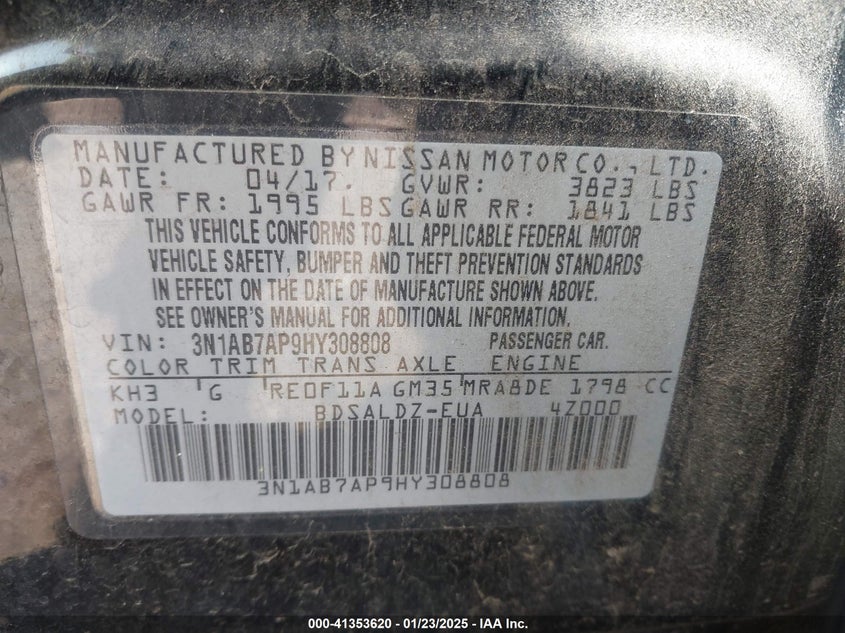 MANUFACTURED BY NISSAN MOTOR CO., LTD.
DATE: 04/17. GVWR: 3823 LBS
GAWR FR: 1995 LBS GAWR RR: 1841 LBS
THIS VEHICLE CONFORMS TO ALL APPLICABLE FEDERAL MOTOR
VEHICLE SAFETY, BUMPER AND THEFT PREVENTION STANDARDS
IN EFFECT ON THE DATE OF MANUFACTURE SHOWN ABOVE.
SEE OWNER'S MANUAL FOR ADDITIONAL INFORMATION.
VIN: 3N1AB7AP9HY308808 PASSENGER CAR.
COLOR TRIM TRANS AXLE ENGINE
KH3 G RE0F11A GM35 MRA8DE 1798 CC
MODEL: BDSALDZ-EUA 4Z000
3N1AB7AP9HY308808
000-41353620 / 01/23/2025 - IAA Inc.